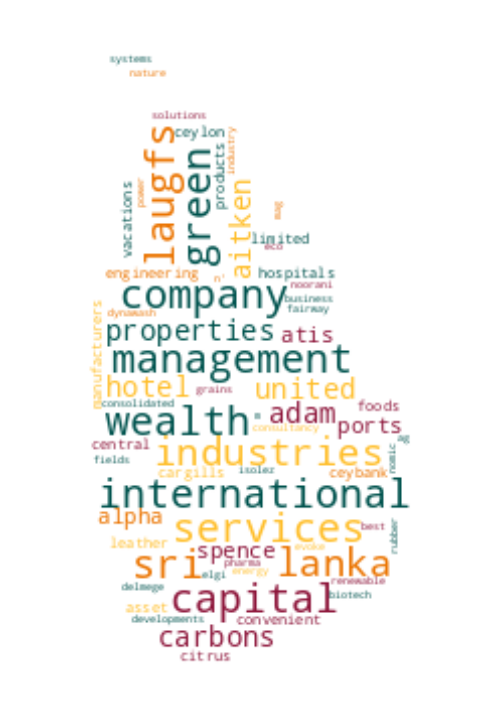 systems
nature
solutions
ceylon
laugfs
green
products
industry
power
vacations
aitken
mag
limited
eco
engineering
n'
hospitals
noorani
company
business
fairway
dynawash
manufacturers
properties
atis
management
hotel
grains
united
consolidated
foods
wealth
adam
ports
consultancy
central
ag
industries
nomic
fields
isolez
cargills
ceybank
international
alpha
services
best
rubber
leather
spence
evoke
sri
lanka
pharma
elgi
energy
renewable
delmege
capital
biotech
asset
developments
convenient
carbons
citrus